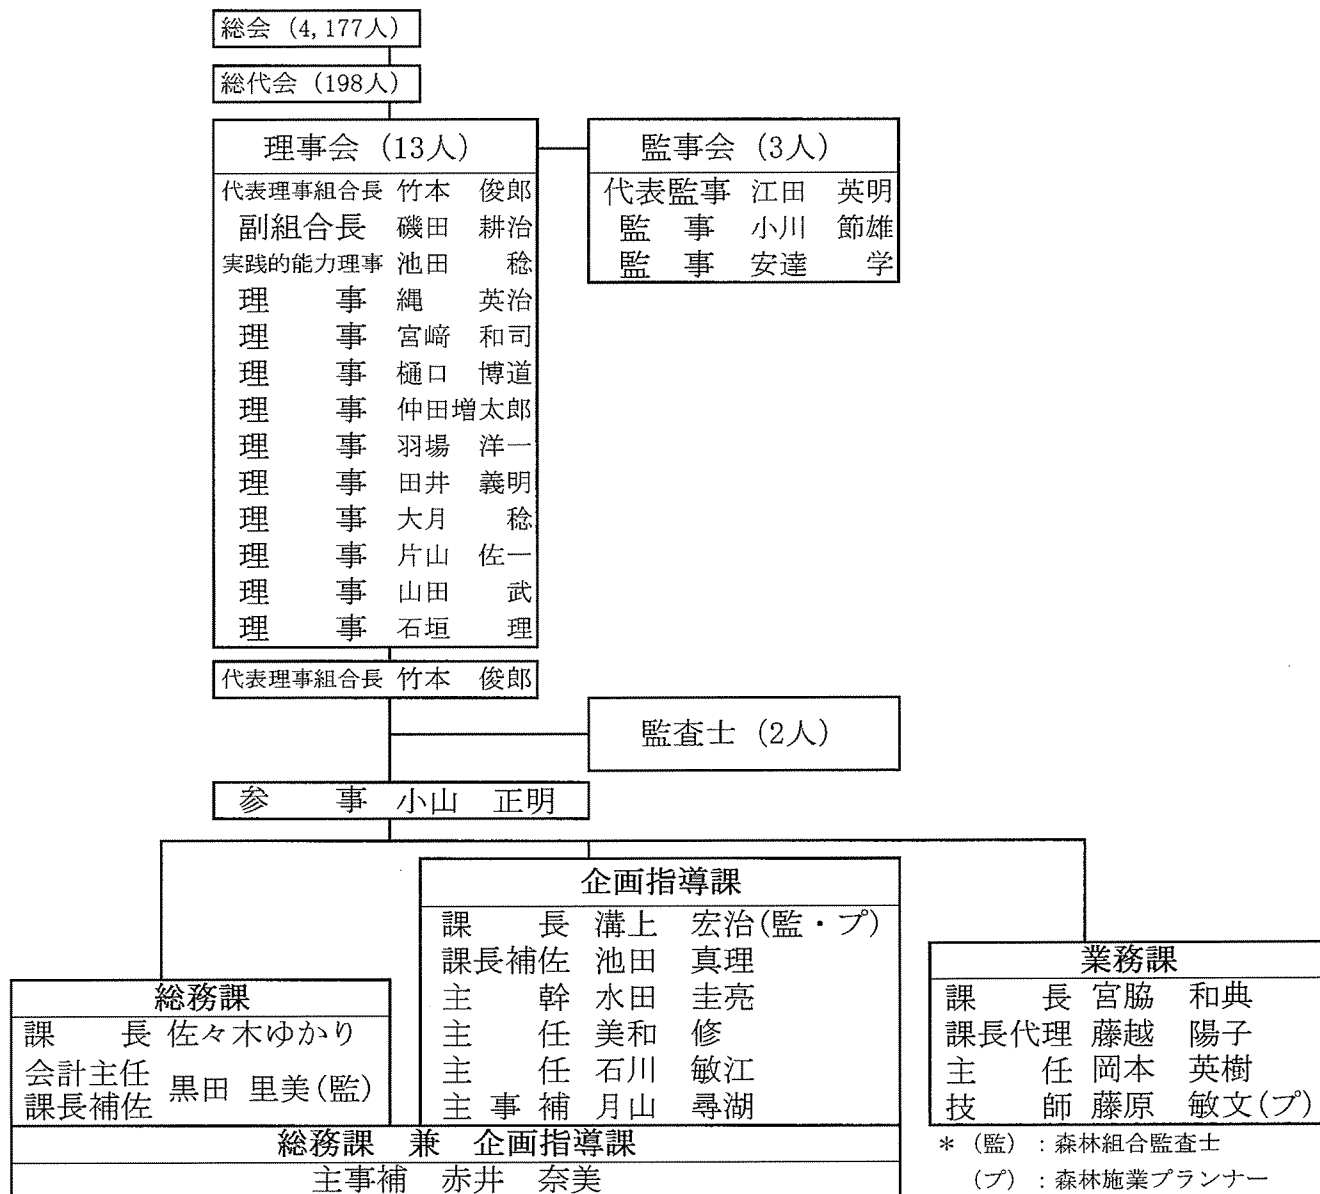 総会 (4,177人)
総代会 (198人)
理事会 (13人)
代表理事組合長 竹本 俊郎
副組合長 磯田 耕治
実践的能力理事 池田 稔
理 事 縄 英治
理 事 宮﨑 和司
理 事 樋口 博道
理 事 仲田増太郎
理 事 羽場 洋一
理 事 田井 義明
理 事 大月 稔
理 事 片山 佐一
理 事 山田 武
理 事 石垣 理
監事会 (3人)
代表監事 江田 英明
監 事 小川 節雄
監 事 安達 学
代表理事組合長 竹本 俊郎
監査士 (2人)
参 事 小山 正明
総務課
課 長 佐々木ゆかり
会計主任
課長補佐 黒田 里美(監)
企画指導課
課 長 溝上 宏治(監・プ)
課長補佐 池田 真理
主 幹 水田 圭亮
主 任 美和 修
主 任 石川 敏江
主 事 補 月山 尋湖
総務課 兼 企画指導課
主事補 赤井 奈美
業務課
課 長 宮脇 和典
課長代理 藤越 陽子
主 任 岡本 英樹
技 師 藤原 敏文(プ)
* (監) : 森林組合監査士
(プ) : 森林施業プランナー